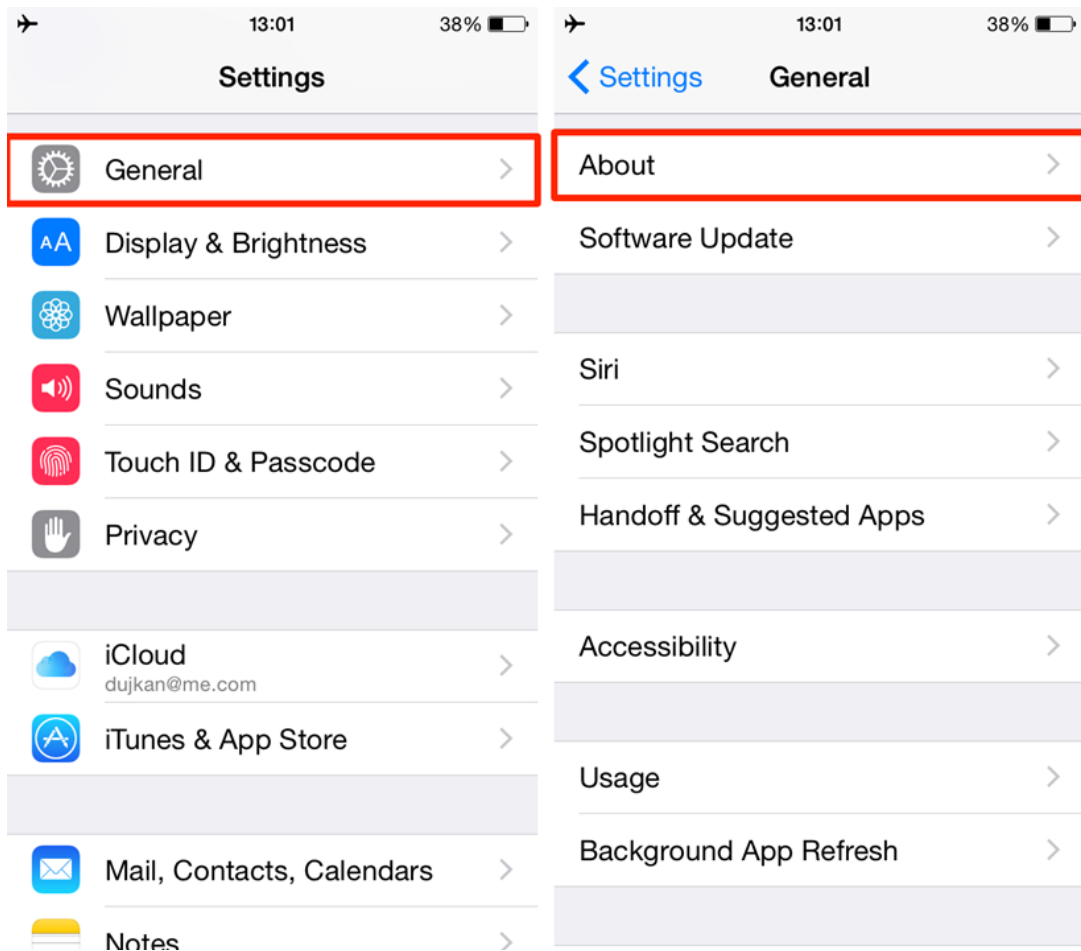 13:01
38%
Settings
General
Display & Brightness
AA
Wallpaper
Sounds
Touch ID & Passcode
Privacy
iCloud
dujkan@me.com
iTunes & App Store
Mail, Contacts, Calendars
Notes
13:01
38%
Settings
General
About
Software Update
Siri
Spotlight Search
Handoff & Suggested Apps
Accessibility
Usage
Background App Refresh